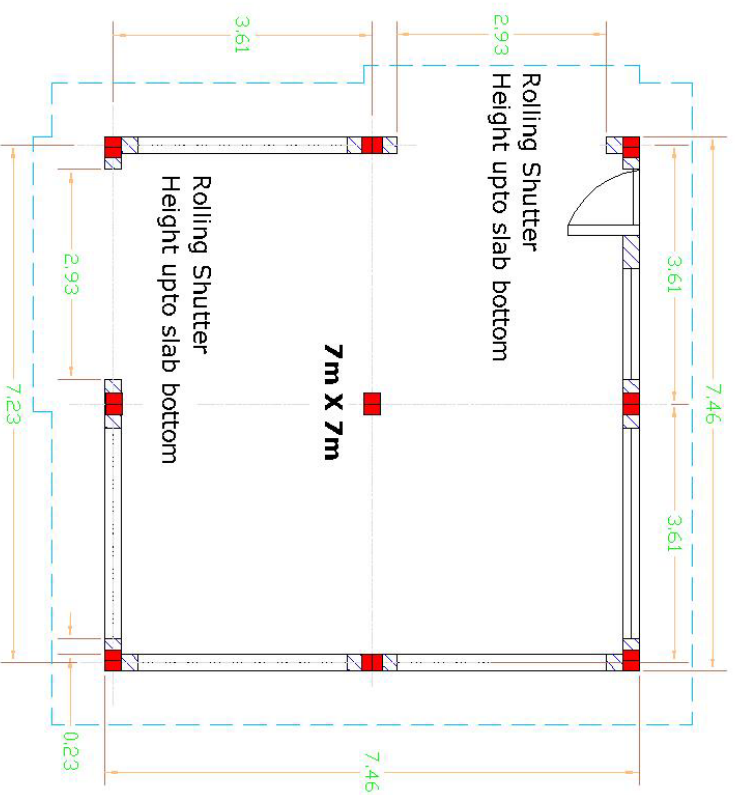 3.61
2.93
Rolling Shutter
Height upto slab bottom
Rolling Shutter
Height upto slab bottom
2.93
3.61
7m X 7m
7.23
7.46
3.61
0.23
7.46